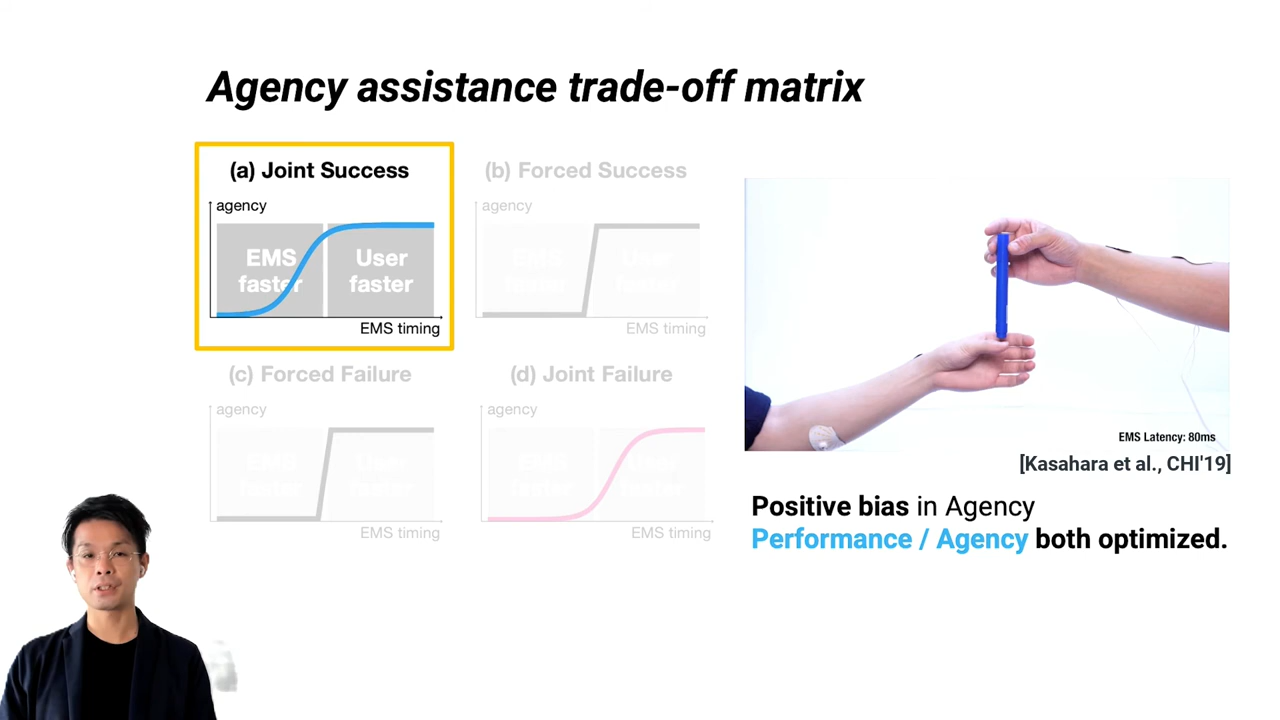 Agency assistance trade-off matrix
(a) Joint Success
agency
EMS faster
User faster
EMS timing
(b) Forced Success
agency
EMS faster
User faster
EMS timing
(c) Forced Failure
agency
EMS faster
User faster
EMS timing
(d) Joint Failure
agency
EMS faster
User faster
EMS timing
EMS Latency: 80ms
[Kasahara et al., CHI'19]
Positive bias in Agency
Performance / Agency both optimized.